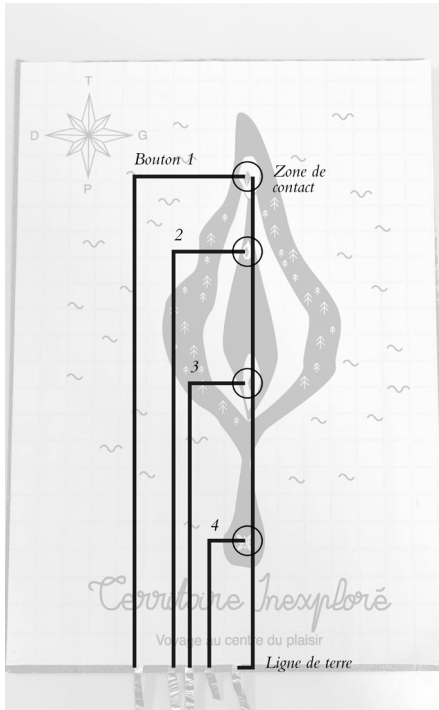 T
D
G
P
Bouton 1
Zone de
contact
2
3
4
Territoire Inexploré
Voyage au centre du plaisir
Ligne de terre